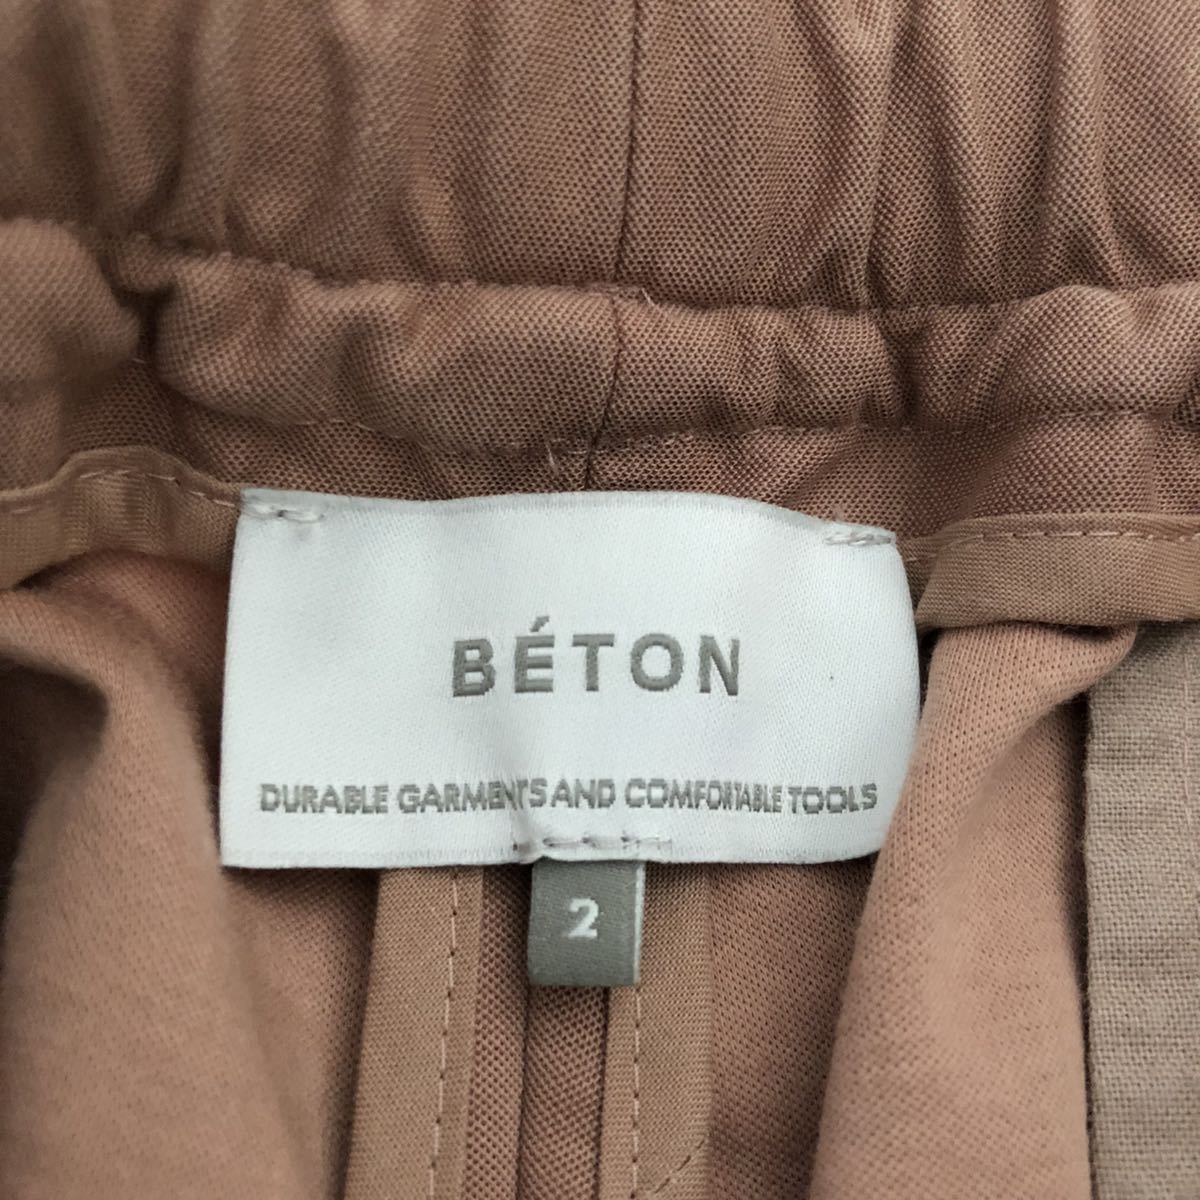 BÉTON
DURABLE GARMENTS AND COMFORTABLE TOOLS
2